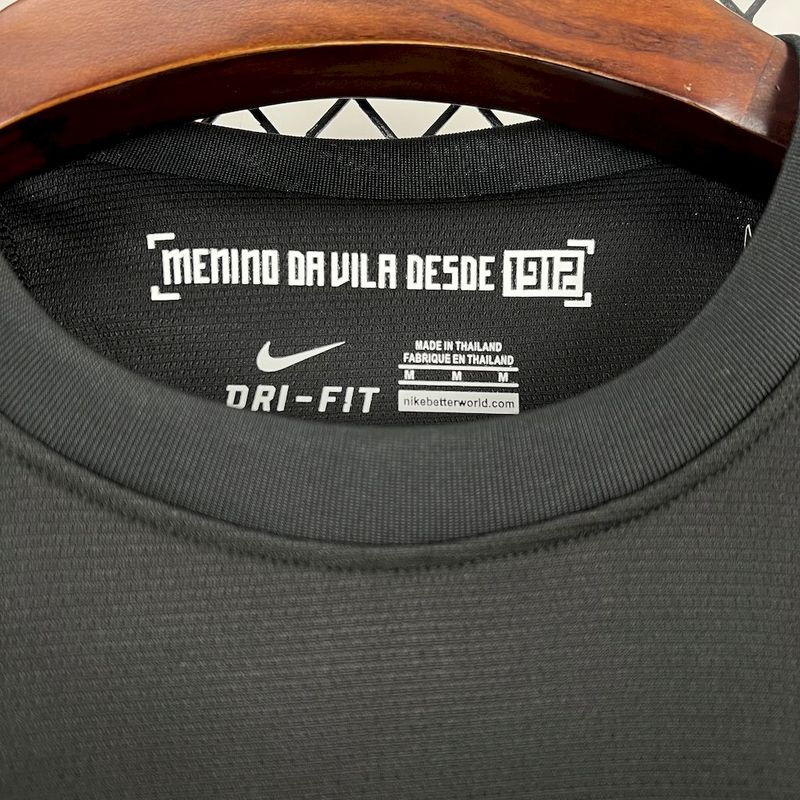 MENINO DA VILA DESDE 1912
DRI-FIT
MADE IN THAILAND
FABRIQUE EN THAILAND
M M M
nikebetterworld.com